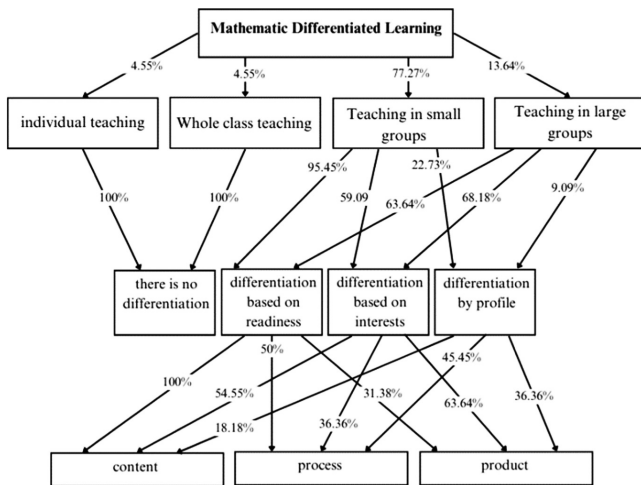 Mathematic Differentiated Learning
4.55%
4.55%
77.27%
13.64%
individual teaching
Whole class teaching
Teaching in small
groups
Teaching in large
groups
95.45%
22.73%
100%
100%
59.09
63.64%
68.18%
9.09%
there is no
differentiation
differentiation
based on
readiness
differentiation
based on
interests
differentiation
by profile
50%
45.45%
100%
54.55%
31.38%
63.64%
36.36%
18.18%
36.36%
content
process
product